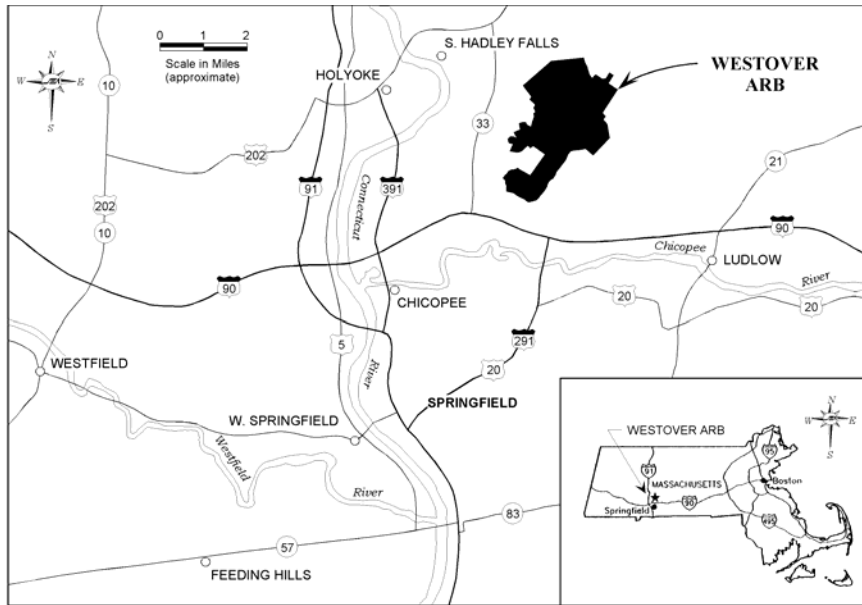 N
W
E
S
0 1 2
Scale in Miles
(approximate)
S. HADLEY FALLS
HOLYOKE
WESTOVER
ARB
10
33
21
202
202
10
91
391
Connecticut
90
Chicopee
LUDLOW
River
90
CHICOPEE
20
20
5
291
20
WESTFIELD
River
SPRINGFIELD
W. SPRINGFIELD
Westfield
River
83
57
FEEDING HILLS
N
W
E
S
WESTOVER ARB
95
91
MASSACHUSETTS
Boston
90
Springfield
495